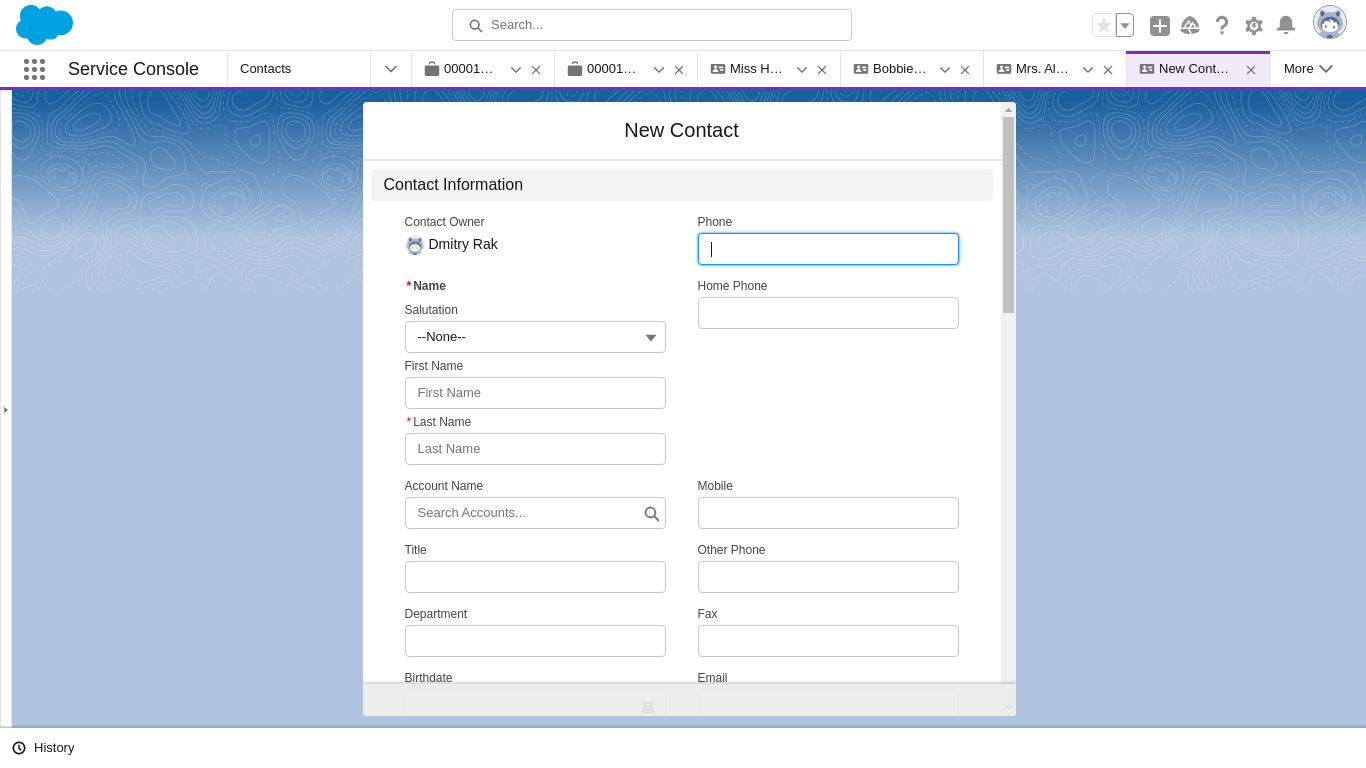 Search...
Service Console
Contacts
00001…
00001…
Miss H…
Bobbie…
Mrs. Al…
New Cont…
More
New Contact
Contact Information
Contact Owner
Phone
Dmitry Rak
*Name
Home Phone
Salutation
--None--
First Name
First Name
*Last Name
Last Name
Account Name
Mobile
Search Accounts...
Title
Other Phone
Department
Fax
Birthdate
Email
History